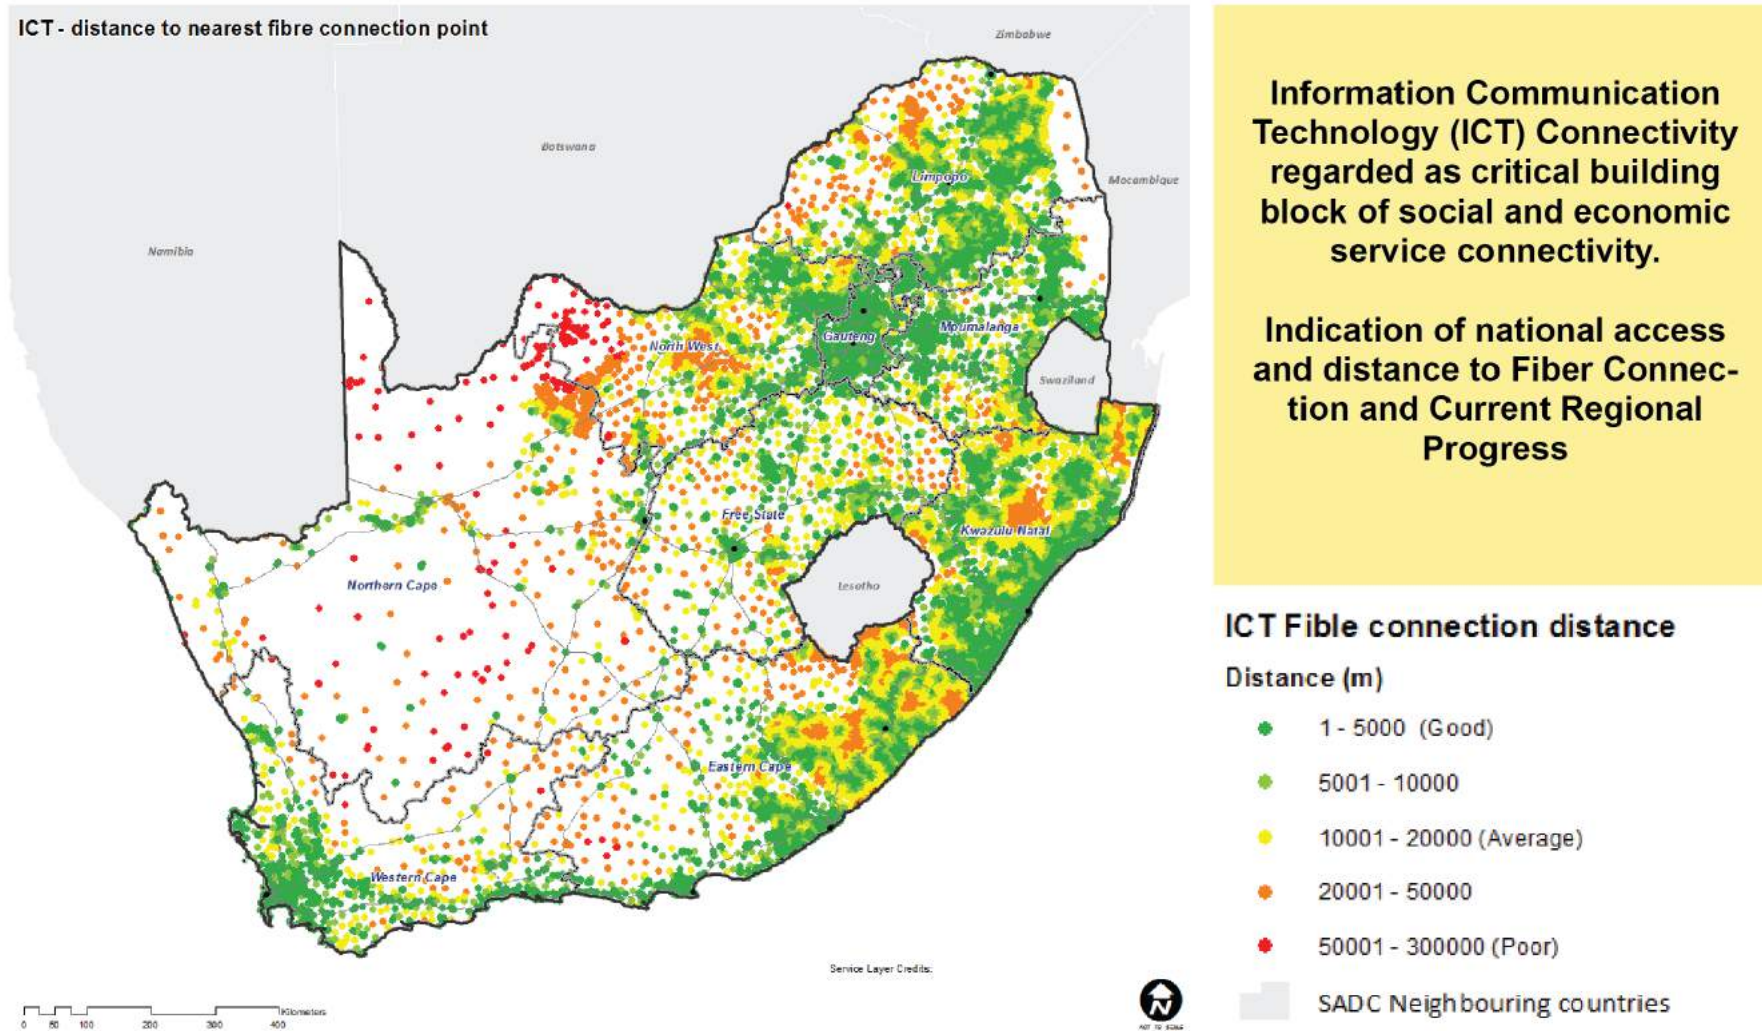 ICT - distance to nearest fibre connection point
Zimbabwe
Botswana
Mocambique
Limpopo
Namibia
North West
Gauteng
Mpumalanga
Swaziland
Free State
Kwazulu-Natal
Lesotho
Northern Cape
Eastern Cape
Western Cape
Service Layer Credits:
0 50 100 200 300 400
Kilometers
N
NOT TO SCALE
Information Communication
Technology (ICT) Connectivity
regarded as critical building
block of social and economic
service connectivity.
Indication of national access
and distance to Fiber Connec-
tion and Current Regional
Progress
ICT Fible connection distance
Distance (m)
1 - 5000 (Good)
5001 - 10000
10001 - 20000 (Average)
20001 - 50000
50001 - 300000 (Poor)
SADC Neighbouring countries